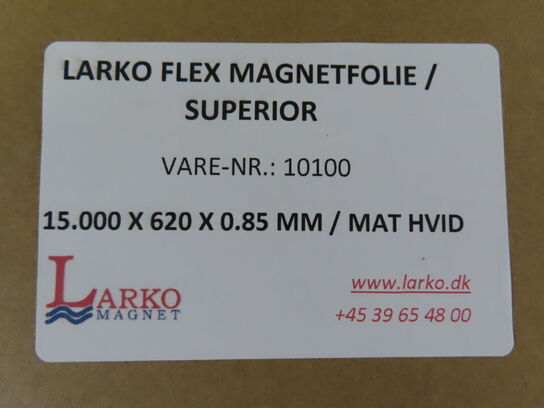 LARKO FLEX MAGNETFOLIE /
SUPERIOR
VARE-NR.: 10100
15.000 X 620 X 0.85 MM / MAT HVID
LARKO
MAGNET
www.larko.dk
+45 39 65 48 00